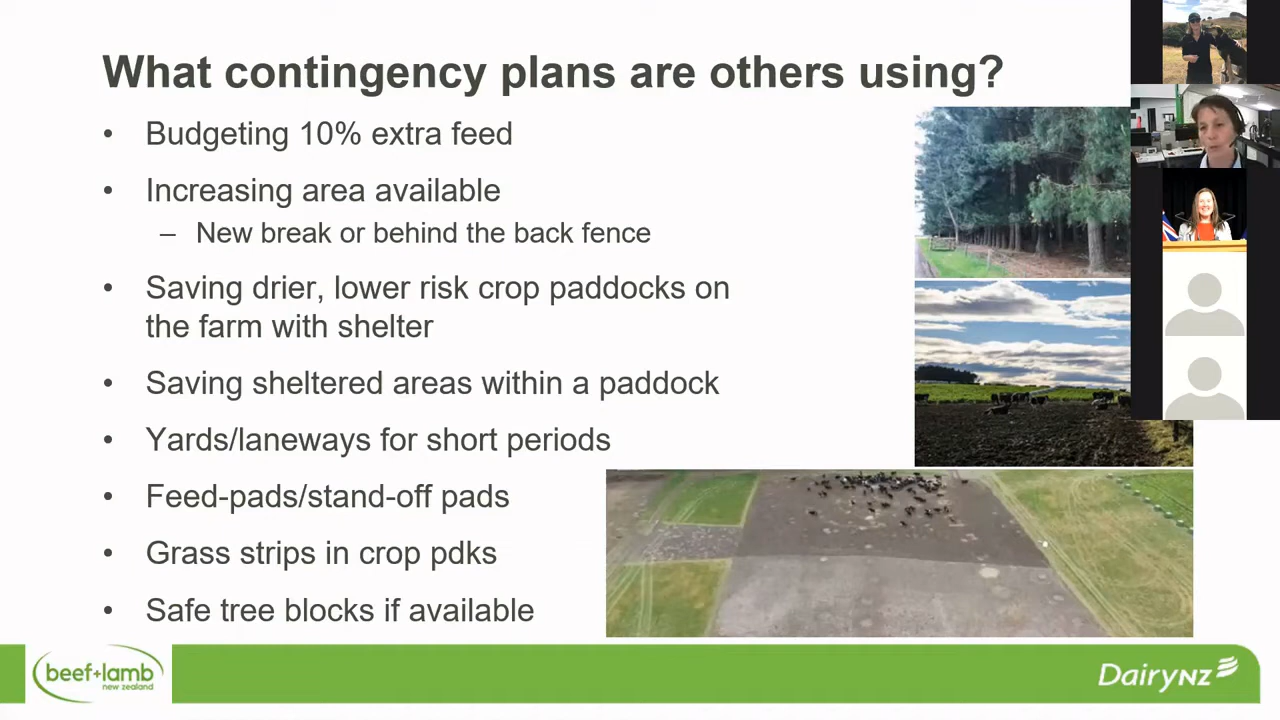 What contingency plans are others using?
• Budgeting 10% extra feed
• Increasing area available
– New break or behind the back fence
• Saving drier, lower risk crop paddocks on
the farm with shelter
• Saving sheltered areas within a paddock
• Yards/laneways for short periods
• Feed-pads/stand-off pads
• Grass strips in crop pdks
• Safe tree blocks if available
beef+lamb
new zealand
DairyNZ